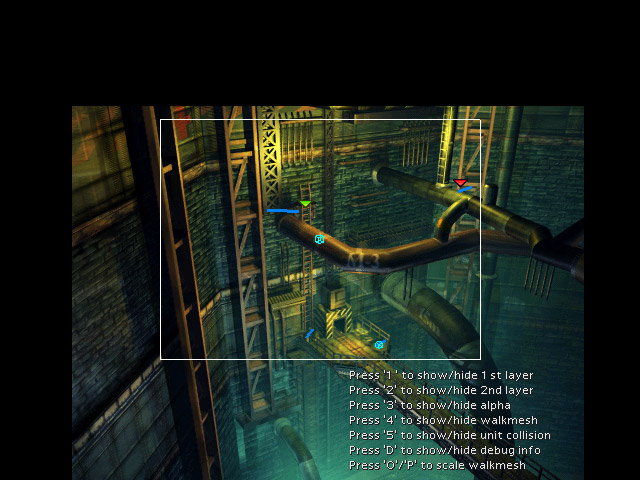 Press '1' to show/hide 1st layer
Press '2' to show/hide 2nd layer
Press '3' to show/hide alpha
Press '4' to show/hide walkmesh
Press '5' to show/hide unit collision
Press 'D' to show/hide debug info
Press 'O'/'P' to scale walkmesh